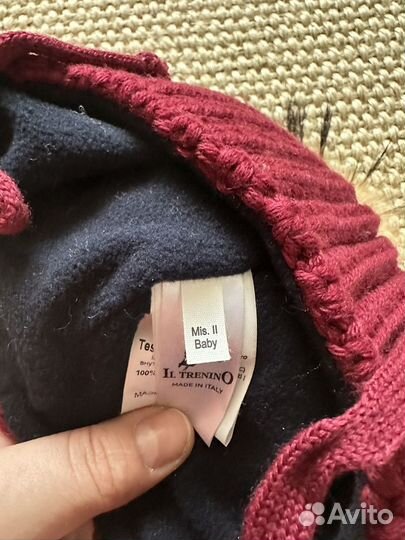 Mis. II
Baby
Tes
100%
IL TRENINO
MADE IN ITALY
Avito